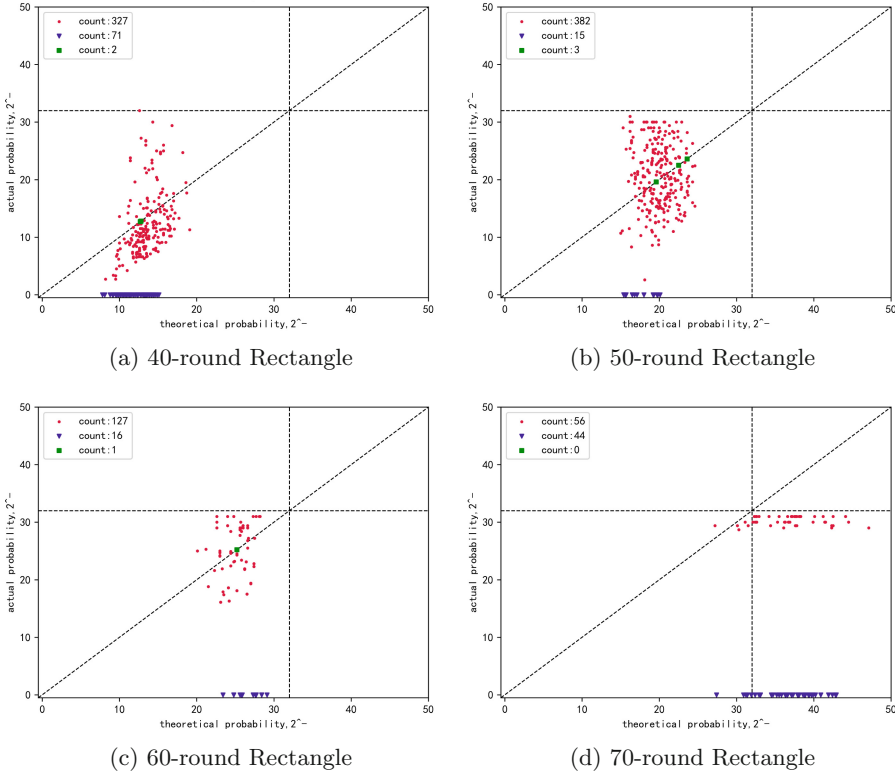 count:327
count:71
count:2
50
40
30
20
10
0
actual probability,2^-
0 10 20 30 40 50
theoretical probability,2^-
(a) 40-round Rectangle
count:382
count:15
count:3
50
40
30
20
10
0
actual probability,2^-
0 10 20 30 40 50
theoretical probability,2^-
(b) 50-round Rectangle
count:127
count:16
count:1
50
40
30
20
10
0
actual probability,2^-
0 10 20 30 40 50
theoretical probability,2^-
(c) 60-round Rectangle
count:56
count:44
count:0
50
40
30
20
10
0
actual probability,2^-
0 10 20 30 40 50
theoretical probability,2^-
(d) 70-round Rectangle